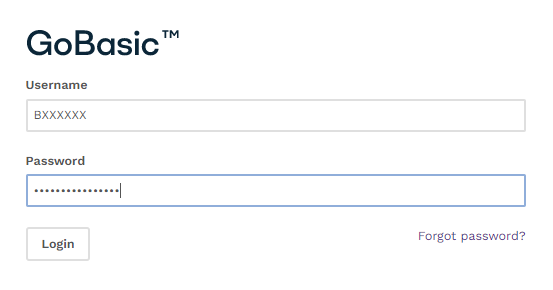 GoBasic™
Username
BXXXXXX
Password
••••••••••••••••
Login
Forgot password?